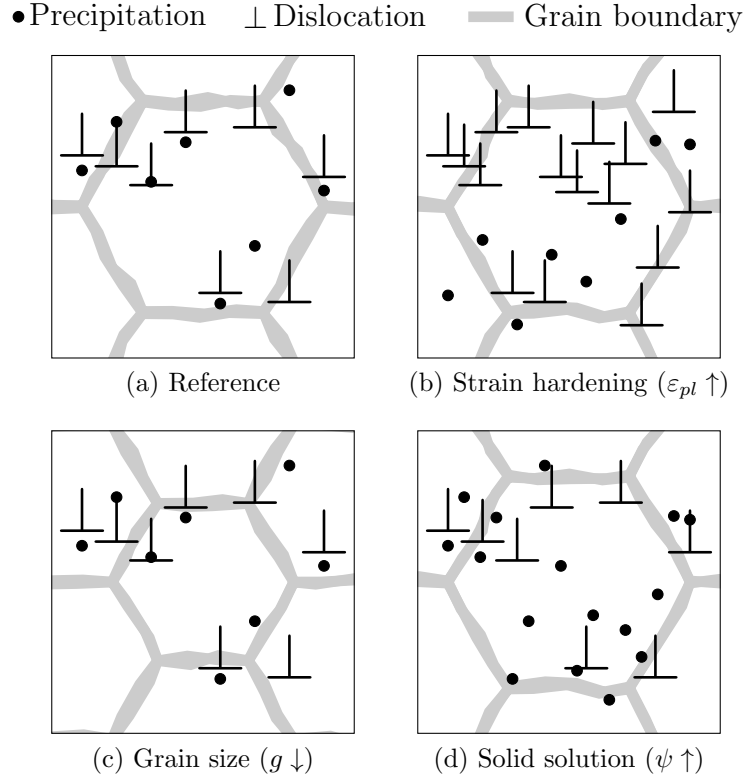 Precipitation ⊥ Dislocation Grain boundary
(a) Reference
(b) Strain hardening (εpl ↑)
(c) Grain size (g ↓)
(d) Solid solution (ψ ↑)